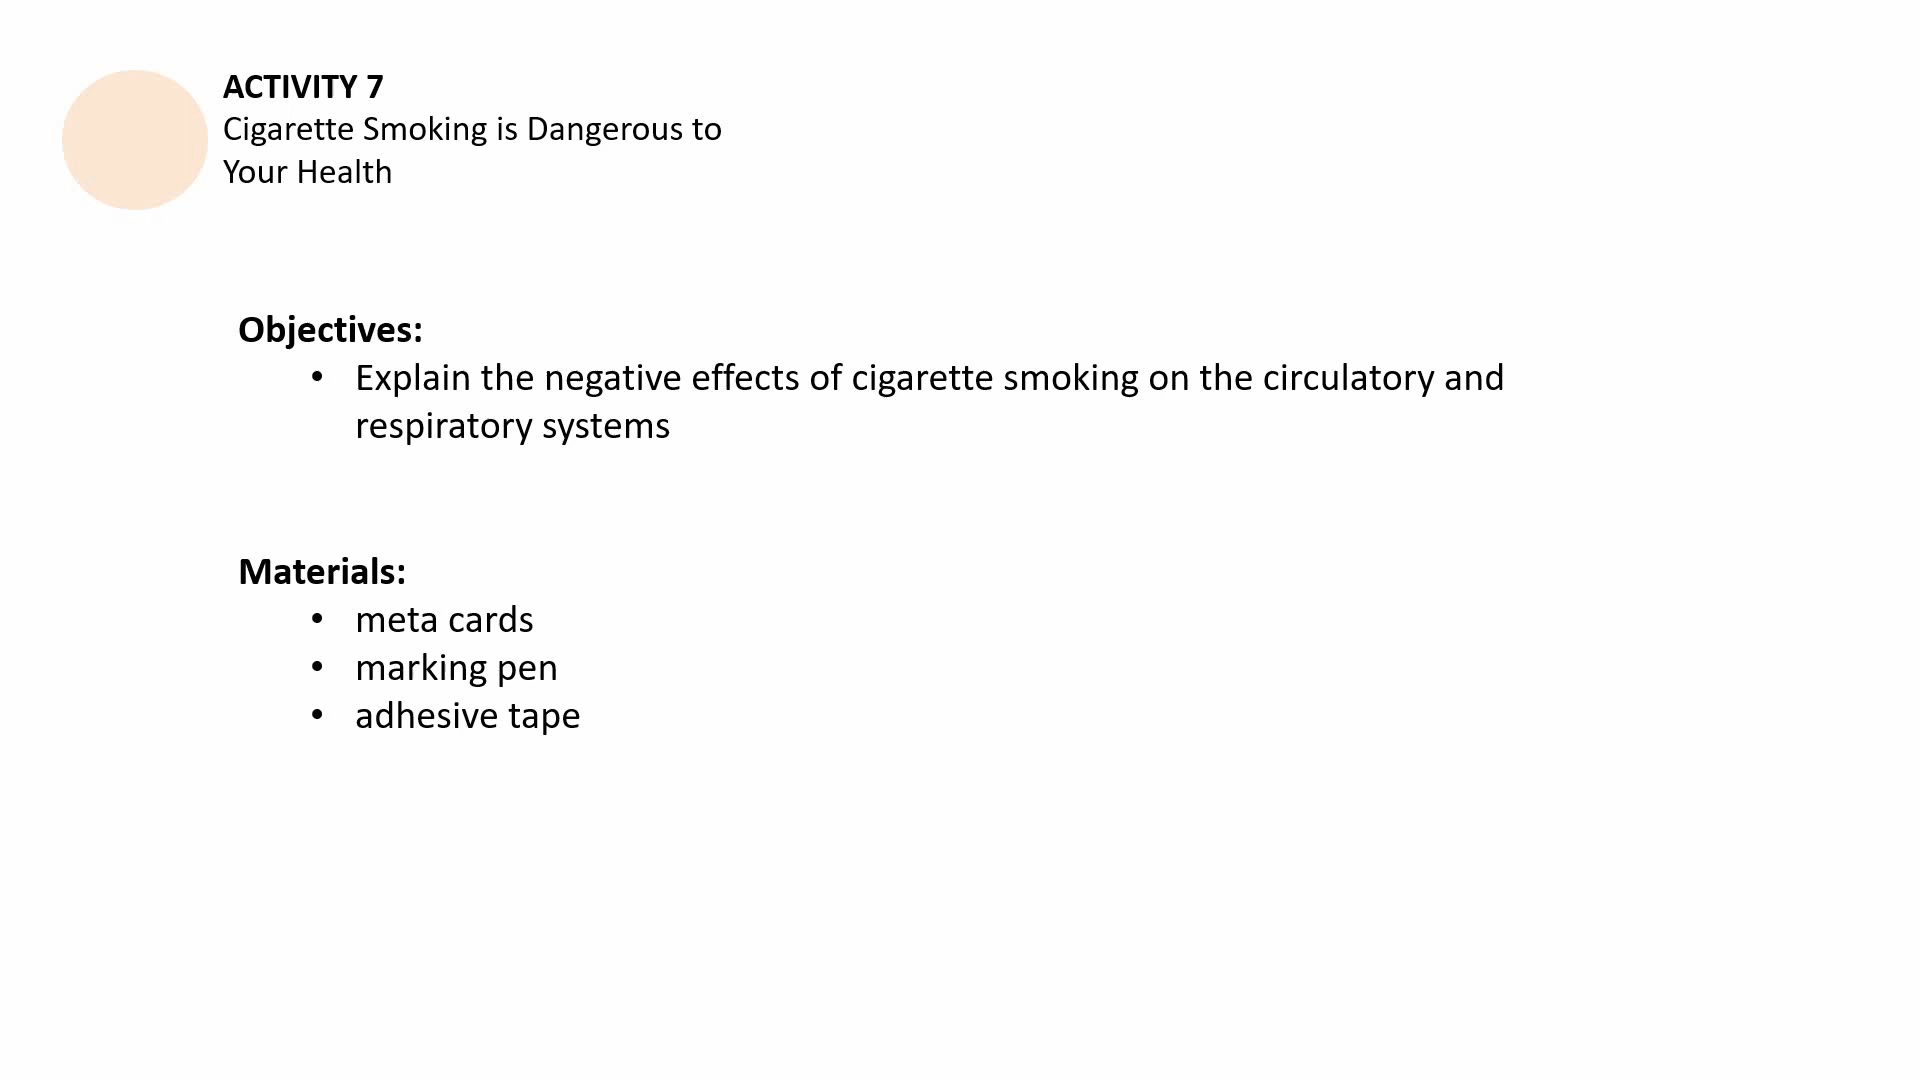 ACTIVITY 7
Cigarette Smoking is Dangerous to
Your Health
Objectives:
• Explain the negative effects of cigarette smoking on the circulatory and
respiratory systems
Materials:
• meta cards
• marking pen
• adhesive tape